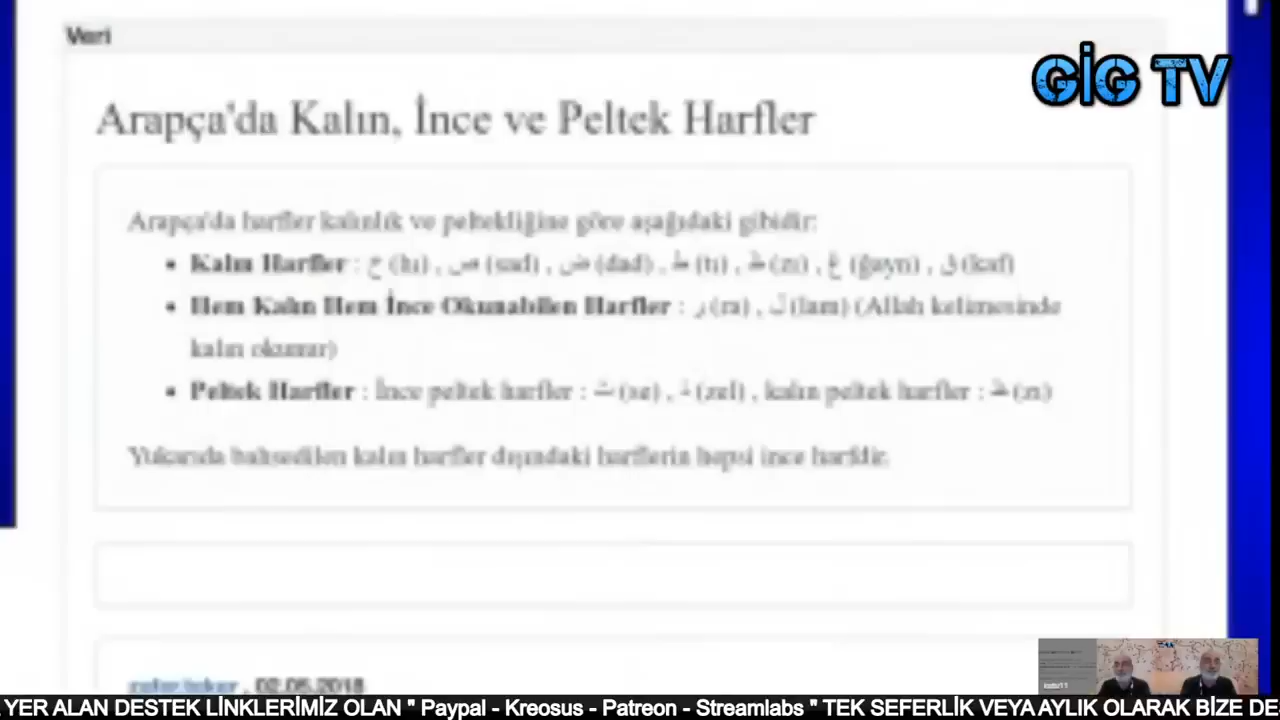 Veri
GİG TV
Arapça'da Kalın, İnce ve Peltek Harfler
Arapça'da harfler kalınlık ve peltekliğine göre aşağıdaki gibidir:
• Kalın Harfler : خ (hı) , ص (sad) , ض (dad) , ط (tı) , ظ (zı) , غ (ğayn) , ق (kaf)
• Hem Kalın Hem İnce Okunabilen Harfler : ر (ra) , ل (lam) (Allah kelimesinde
kalın okunur)
• Peltek Harfler : İnce peltek harfler : ث (se) , ذ (zel) , kalın peltek harfler : ظ (zı)
Yukarıda bahsedilen kalın harfler dışındaki harflerin hepsi ince harfdir.
, 02.05.2018
YER ALAN DESTEK LİNKLERİMİZ OLAN " Paypal - Kreosus - Patreon - Streamlabs " TEK SEFERLİK VEYA AYLIK OLARAK BİZE DE